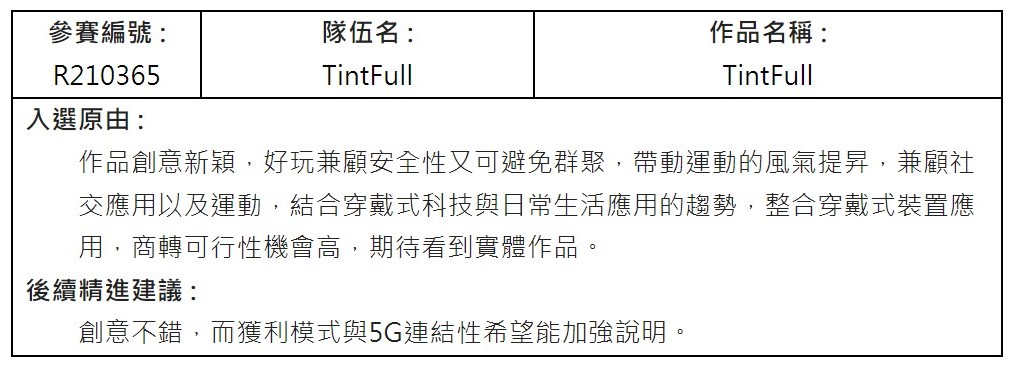 參賽編號： 隊伍名： 作品名稱：
R210365 TintFull TintFull
入選原由：
作品創意新穎，好玩兼顧安全性又可避免群聚，帶動運動的風氣提昇，兼顧社
交應用以及運動，結合穿戴式科技與日常生活應用的趨勢，整合穿戴式裝置應
用，商轉可行性機會高，期待看到實體作品。
後續精進建議：
創意不錯，而獲利模式與5G連結性希望能加強說明。